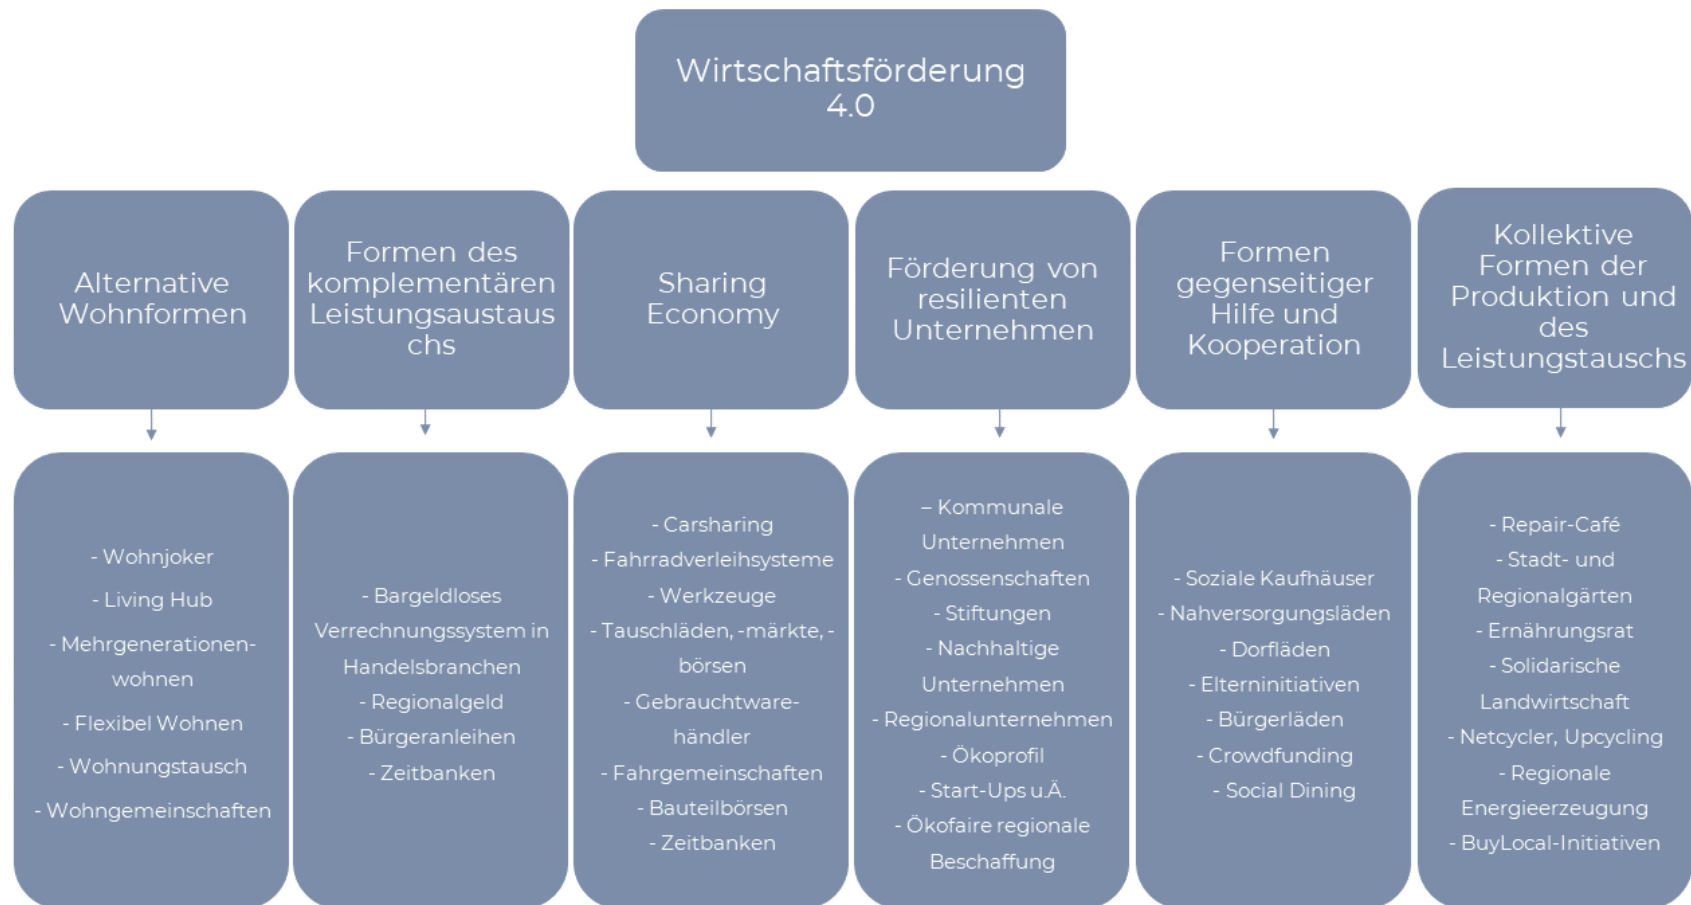 Wirtschaftsförderung
4.0
Alternative
Wohnformen
Formen des
komplementären
Leistungsaustaus
chs
Sharing
Economy
Förderung von
resilienten
Unternehmen
Formen
gegenseitiger
Hilfe und
Kooperation
Kollektive
Formen der
Produktion und
des
Leistungstauschs
- Wohnjoker
- Living Hub
- Mehrgenerationen-
wohnen
- Flexibel Wohnen
- Wohnungstausch
- Wohngemeinschaften
- Bargeldloses
Verrechnungssystem in
Handelsbranchen
- Regionalgeld
- Bürgeranleihen
- Zeitbanken
- Carsharing
- Fahrradverleihsysteme
- Werkzeuge
- Tauschläden, -märkte, -
börsen
- Gebrauchtware-
händler
- Fahrgemeinschaften
- Bauteilbörsen
- Zeitbanken
– Kommunale
Unternehmen
- Genossenschaften
- Stiftungen
- Nachhaltige
Unternehmen
- Regionalunternehmen
- Ökoprofil
- Start-Ups u.Ä.
- Ökofaire regionale
Beschaffung
- Soziale Kaufhäuser
- Nahversorgungsläden
- Dorfläden
- Elterninitiativen
- Bürgerläden
- Crowdfunding
- Social Dining
- Repair-Café
- Stadt- und
Regionalgärten
- Ernährungsrat
- Solidarische
Landwirtschaft
- Netcycler, Upcycling
- Regionale
Energieerzeugung
- BuyLocal-Initiativen